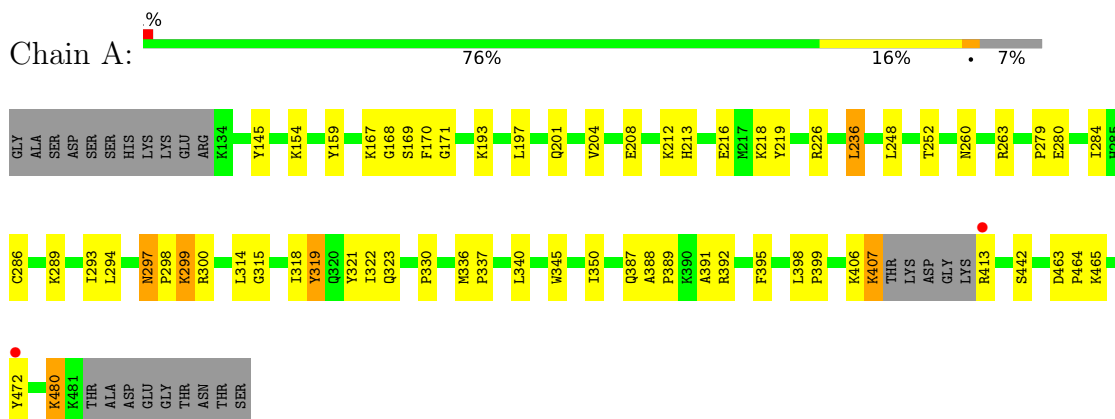 %
Chain A:
76% 16% • 7%
GLY ALA SER ASP SER SER HIS LYS LYS GLU ARG K134 Y145 K154 Y159 K167 G168 S169 F170 G171 K193 L197 Q201 V204 E208 K212 H213 E216 M217 K218 Y219 R226 L236 L248 T252 N260 R263 P279 E280 I284 H285
C286 K289 I293 L294 N297 P298 K299 R300 L314 G315 I318 Y319 Q320 Y321 I322 Q323 P330 M336 P337 L340 W345 I350 Q387 A388 P389 K390 A391 R392 F395 L398 P399 K406 K407 THR LYS ASP GLY LYS R413 S442 D463 P464 K465
Y472 K480 K481 THR ALA ASP GLU GLY THR ASN THR SER